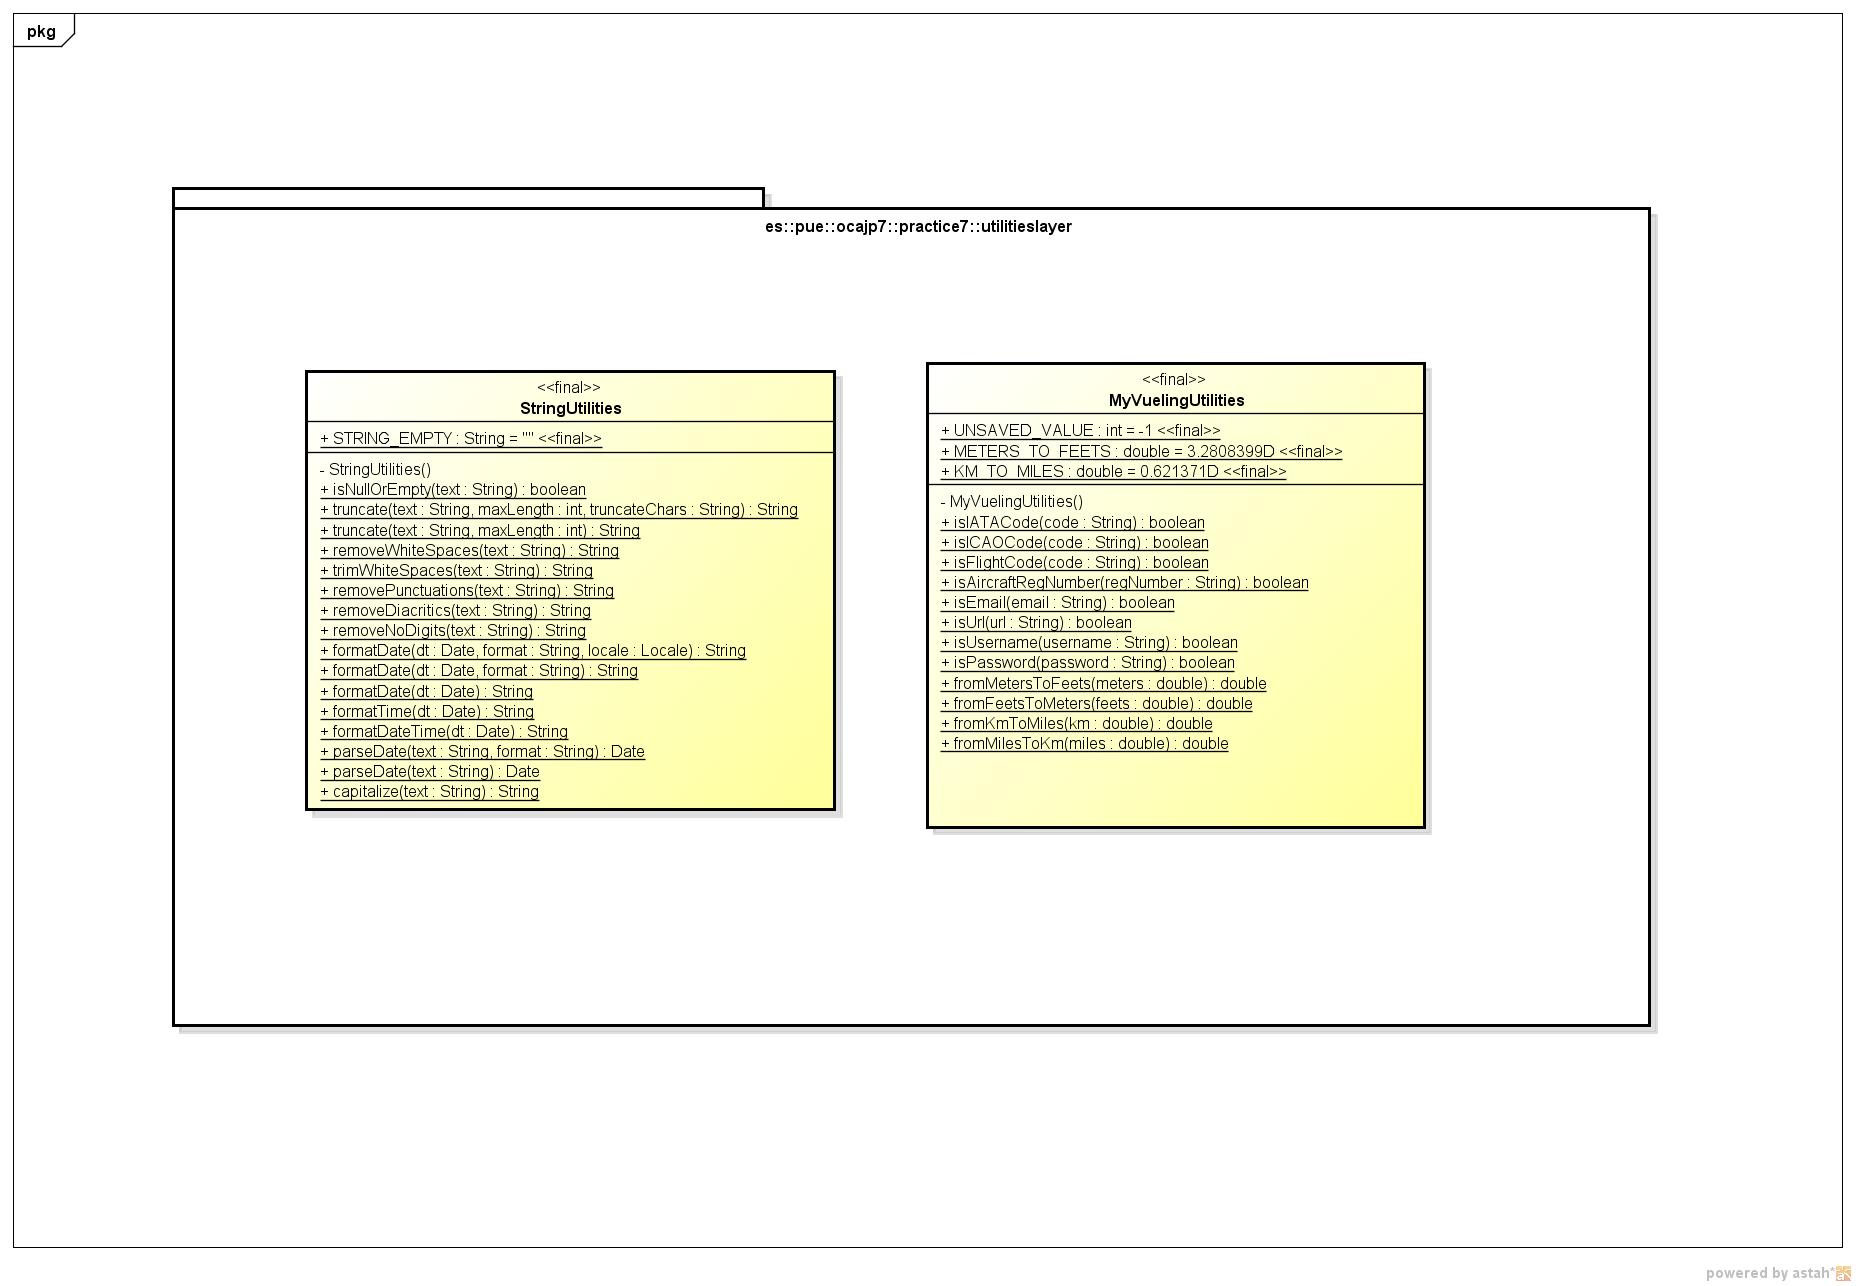 pkg
es::pue::ocajp7::practice7::utilitieslayer
<<final>>
StringUtilities
+ STRING_EMPTY : String = "" <<final>>
- StringUtilities()
+ isNullOrEmpty(text : String) : boolean
+ truncate(text : String, maxLength : int, truncateChars : String) : String
+ truncate(text : String, maxLength : int) : String
+ removeWhiteSpaces(text : String) : String
+ trimWhiteSpaces(text : String) : String
+ removePunctuations(text : String) : String
+ removeDiacritics(text : String) : String
+ removeNoDigits(text : String) : String
+ formatDate(dt : Date, format : String, locale : Locale) : String
+ formatDate(dt : Date, format : String) : String
+ formatDate(dt : Date) : String
+ formatTime(dt : Date) : String
+ formatDateTime(dt : Date) : String
+ parseDate(text : String, format : String) : Date
+ parseDate(text : String) : Date
+ capitalize(text : String) : String
<<final>>
MyVuelingUtilities
+ UNSAVED_VALUE : int = -1 <<final>>
+ METERS_TO_FEETS : double = 3.2808399D <<final>>
+ KM_TO_MILES : double = 0.621371D <<final>>
- MyVuelingUtilities()
+ isIATACode(code : String) : boolean
+ isICAOCode(code : String) : boolean
+ isFlightCode(code : String) : boolean
+ isAircraftRegNumber(regNumber : String) : boolean
+ isEmail(email : String) : boolean
+ isUrl(url : String) : boolean
+ isUsername(username : String) : boolean
+ isPassword(password : String) : boolean
+ fromMetersToFeets(meters : double) : double
+ fromFeetsToMeters(feets : double) : double
+ fromKmToMiles(km : double) : double
+ fromMilesToKm(miles : double) : double
powered by astah*